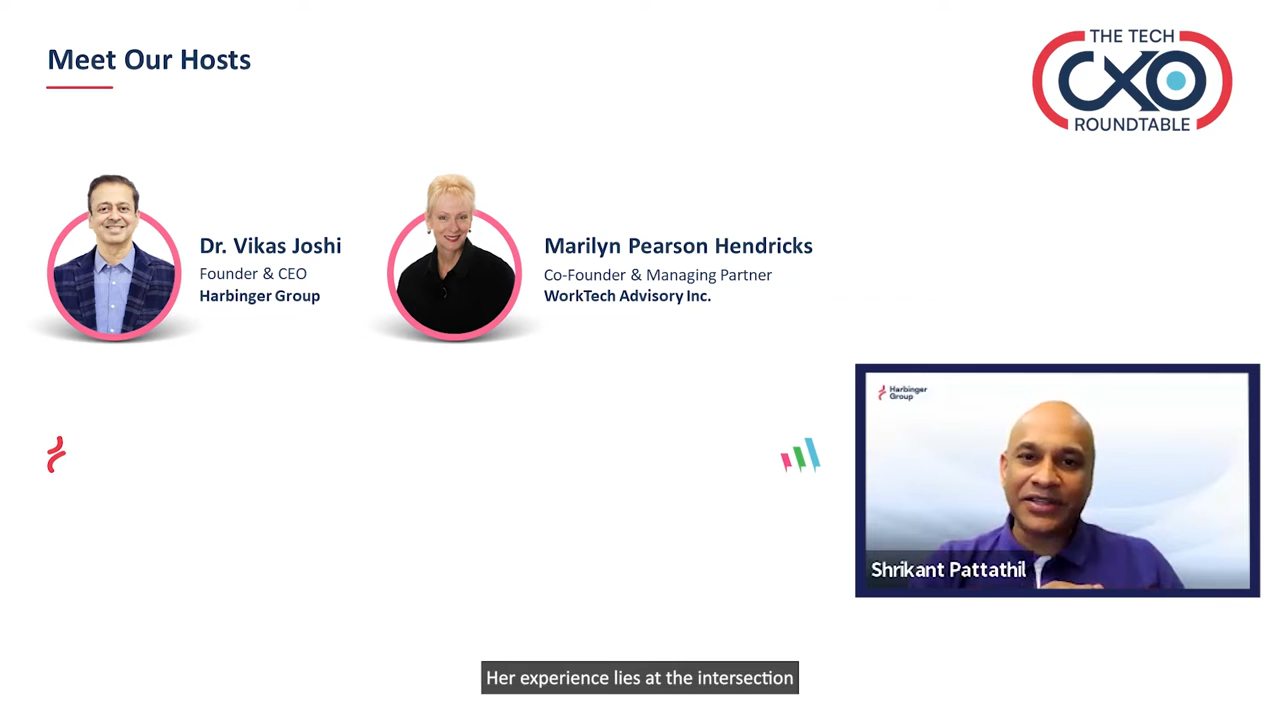 Meet Our Hosts
THE TECH
CXO
ROUNDTABLE
Dr. Vikas Joshi
Founder & CEO
Harbinger Group
Marilyn Pearson Hendricks
Co-Founder & Managing Partner
WorkTech Advisory Inc.
Harbinger
Group
Shrikant Pattathil
Her experience lies at the intersection